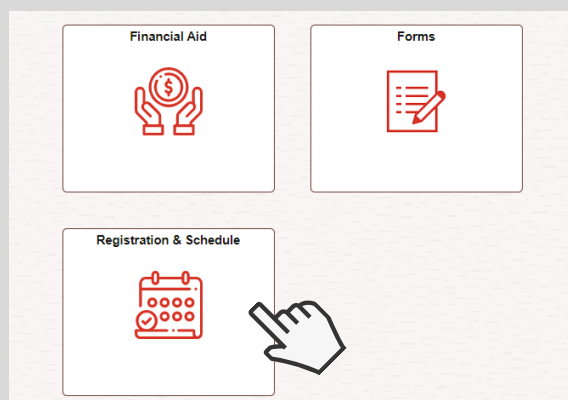 Financial Aid
Forms
Registration & Schedule